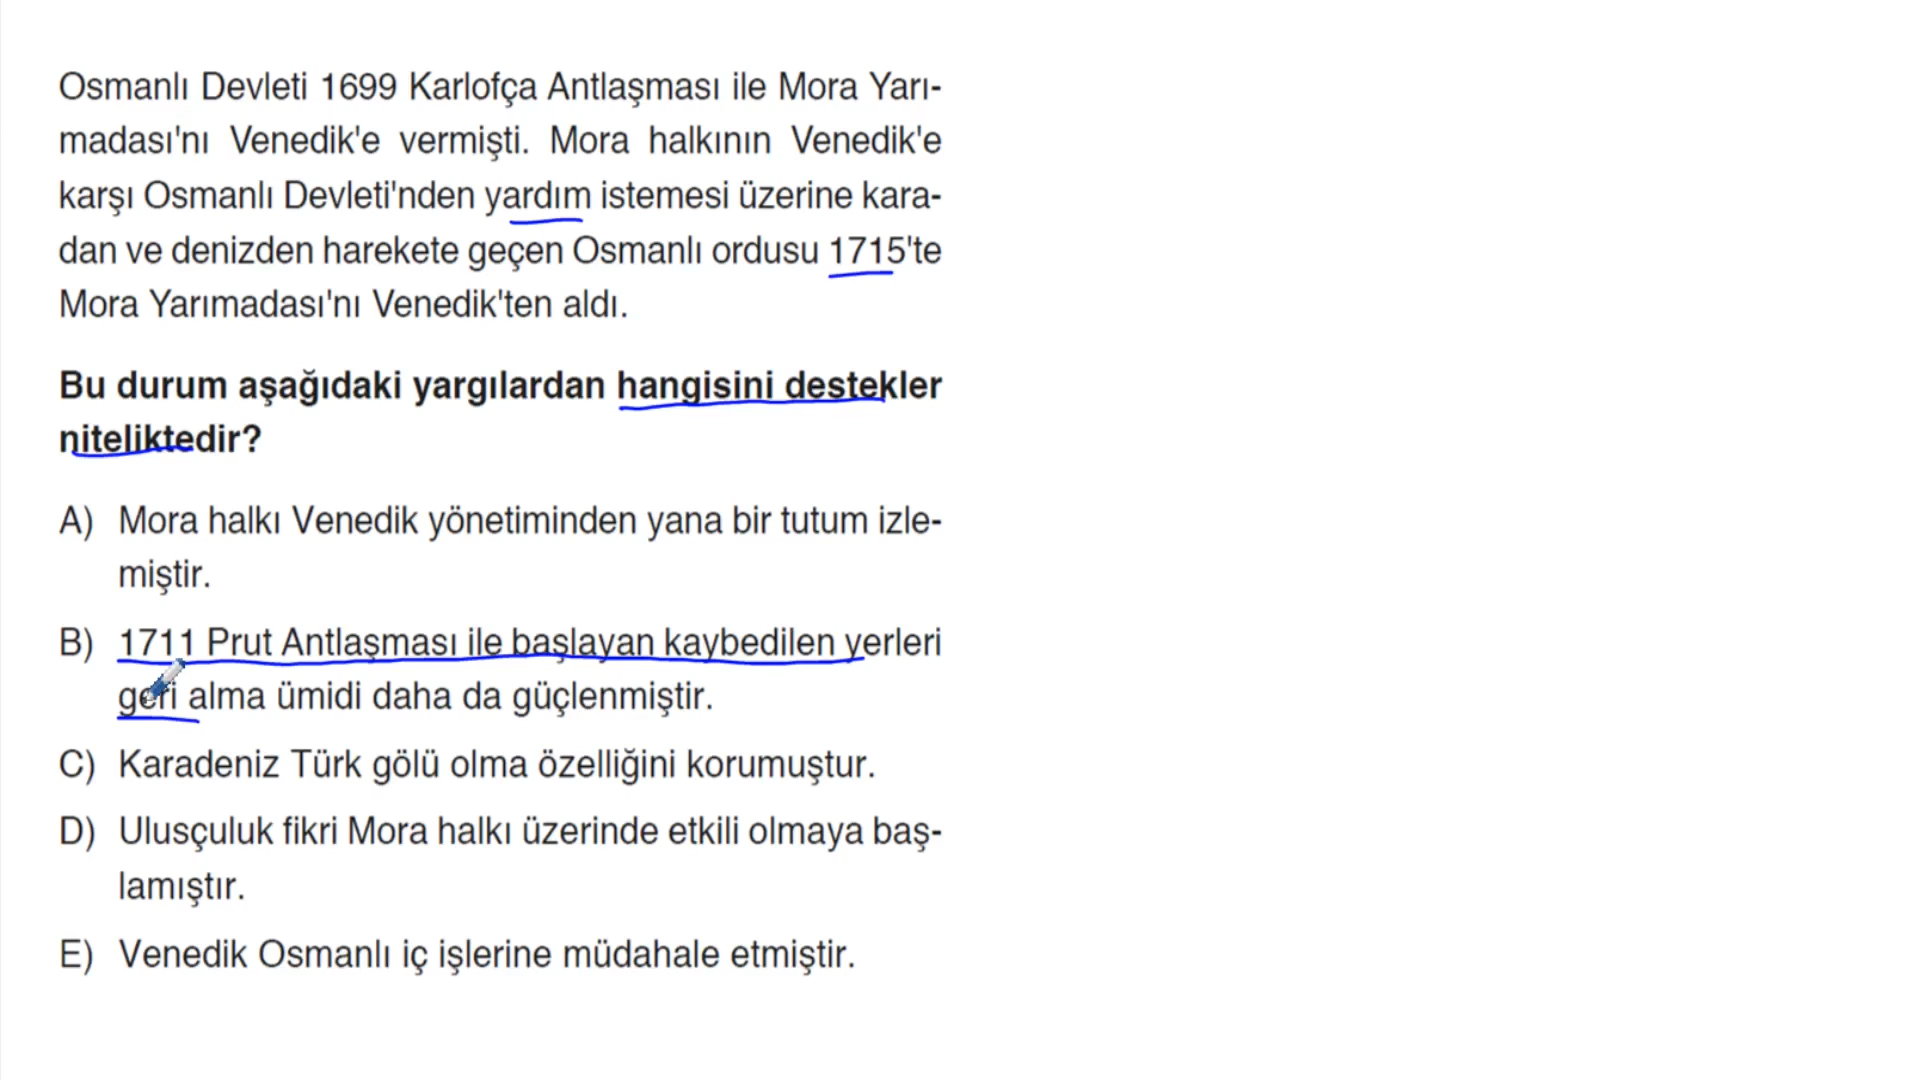 Osmanlı Devleti 1699 Karlofça Antlaşması ile Mora Yarı-
madası'nı Venedik'e vermişti. Mora halkının Venedik'e
karşı Osmanlı Devleti'nden yardım istemesi üzerine kara-
dan ve denizden harekete geçen Osmanlı ordusu 1715'te
Mora Yarımadası'nı Venedik'ten aldı.
Bu durum aşağıdaki yargılardan hangisini destekler
niteliktedir?
A) Mora halkı Venedik yönetiminden yana bir tutum izle-
miştir.
B) 1711 Prut Antlaşması ile başlayan kaybedilen yerleri
geri alma ümidi daha da güçlenmiştir.
C) Karadeniz Türk gölü olma özelliğini korumuştur.
D) Ulusçuluk fikri Mora halkı üzerinde etkili olmaya baş-
lamıştır.
E) Venedik Osmanlı iç işlerine müdahale etmiştir.